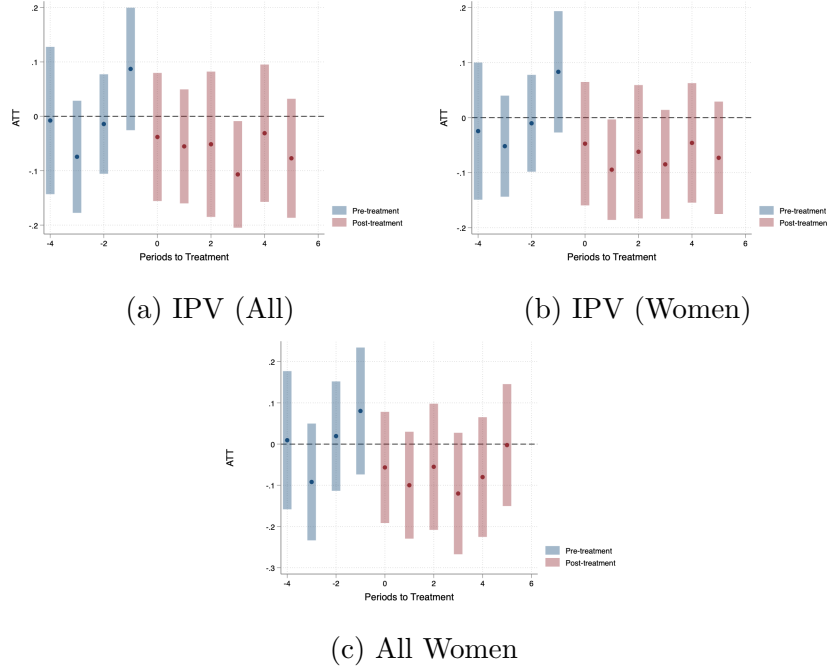 .2
.1
0
-.1
-.2
ATT
-4
-2
0
2
4
6
Periods to Treatment
Pre-treatment
Post-treatment
(a) IPV (All)
.2
.1
0
-.1
-.2
ATT
-4
-2
0
2
4
6
Periods to Treatment
Pre-treatment
Post-treatmen
(b) IPV (Women)
.2
.1
0
-.1
-.2
-.3
ATT
-4
-2
0
2
4
6
Periods to Treatment
Pre-treatment
Post-treatment
(c) All Women